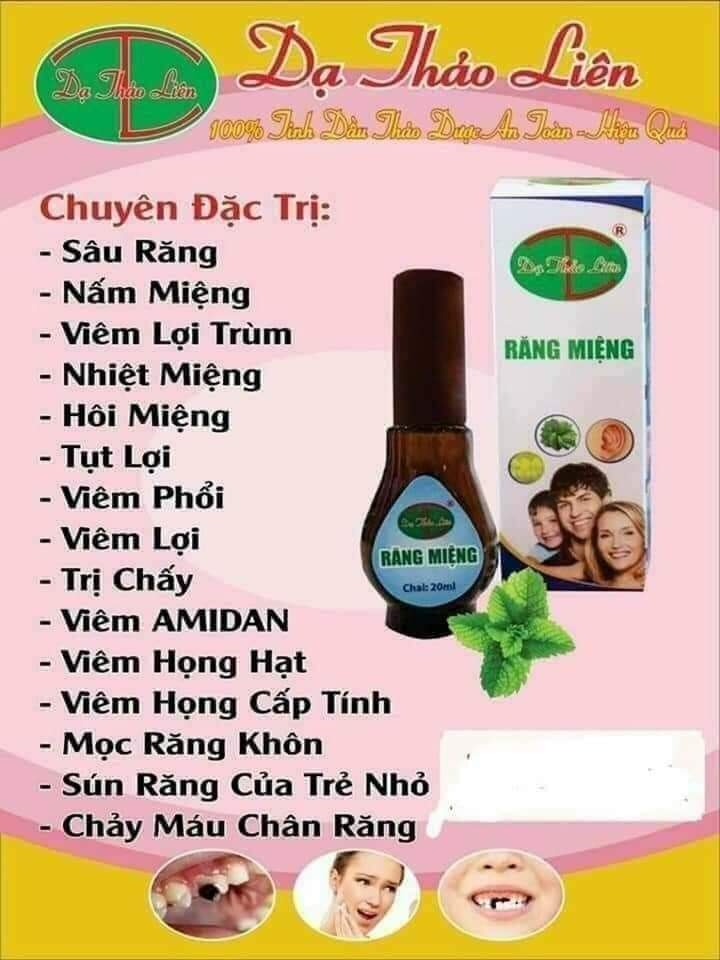 Dạ Thảo Liên
Dạ Thảo Liên
100% Tinh Dầu Thảo Dược An Toàn - Hiệu Quả
Chuyên Đặc Trị:
- Sâu Răng
- Nấm Miệng
- Viêm Lợi Trùm
- Nhiệt Miệng
- Hôi Miệng
- Tụt Lợi
- Viêm Phổi
- Viêm Lợi
- Trị Chấy
- Viêm AMIDAN
- Viêm Họng Hạt
- Viêm Họng Cấp Tính
- Mọc Răng Khôn
- Sún Răng Của Trẻ Nhỏ
- Chảy Máu Chân Răng
®
Dạ Thảo Liên
RĂNG MIỆNG
®
Dạ Thảo Liên
RĂNG MIỆNG
Chai: 20ml